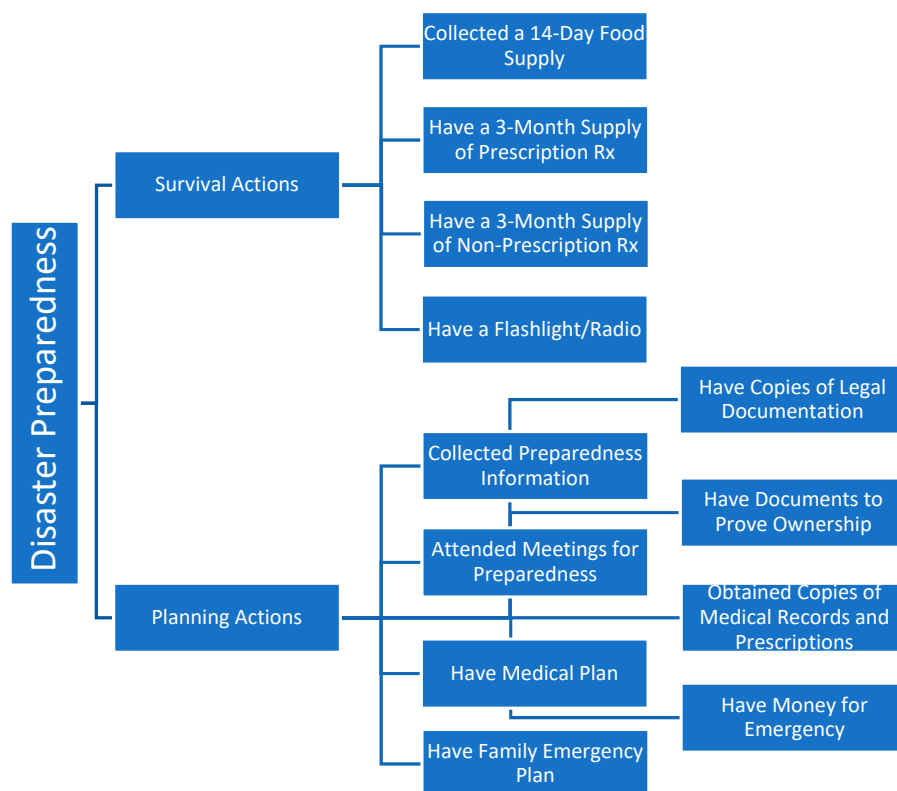 Disaster Preparedness
Survival Actions
Collected a 14-Day Food
Supply
Have a 3-Month Supply
of Prescription Rx
Have a 3-Month Supply
of Non-Prescription Rx
Have a Flashlight/Radio
Planning Actions
Collected Preparedness
Information
Attended Meetings for
Preparedness
Have Medical Plan
Have Family Emergency
Plan
Have Copies of Legal
Documentation
Have Documents to
Prove Ownership
Obtained Copies of
Medical Records and
Prescriptions
Have Money for
Emergency